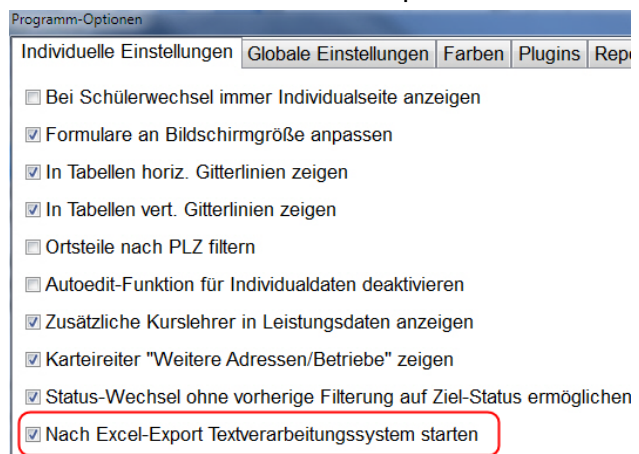 Programm-Optionen
Individuelle Einstellungen Globale Einstellungen Farben Plugins Repo
Bei Schülerwechsel immer Individualseite anzeigen
Formulare an Bildschirmgröße anpassen
In Tabellen horiz. Gitterlinien zeigen
In Tabellen vert. Gitterlinien zeigen
Ortsteile nach PLZ filtern
Autoedit-Funktion für Individualdaten deaktivieren
Zusätzliche Kurslehrer in Leistungsdaten anzeigen
Karteireiter "Weitere Adressen/Betriebe" zeigen
Status-Wechsel ohne vorherige Filterung auf Ziel-Status ermöglichen
Nach Excel-Export Textverarbeitungssystem starten